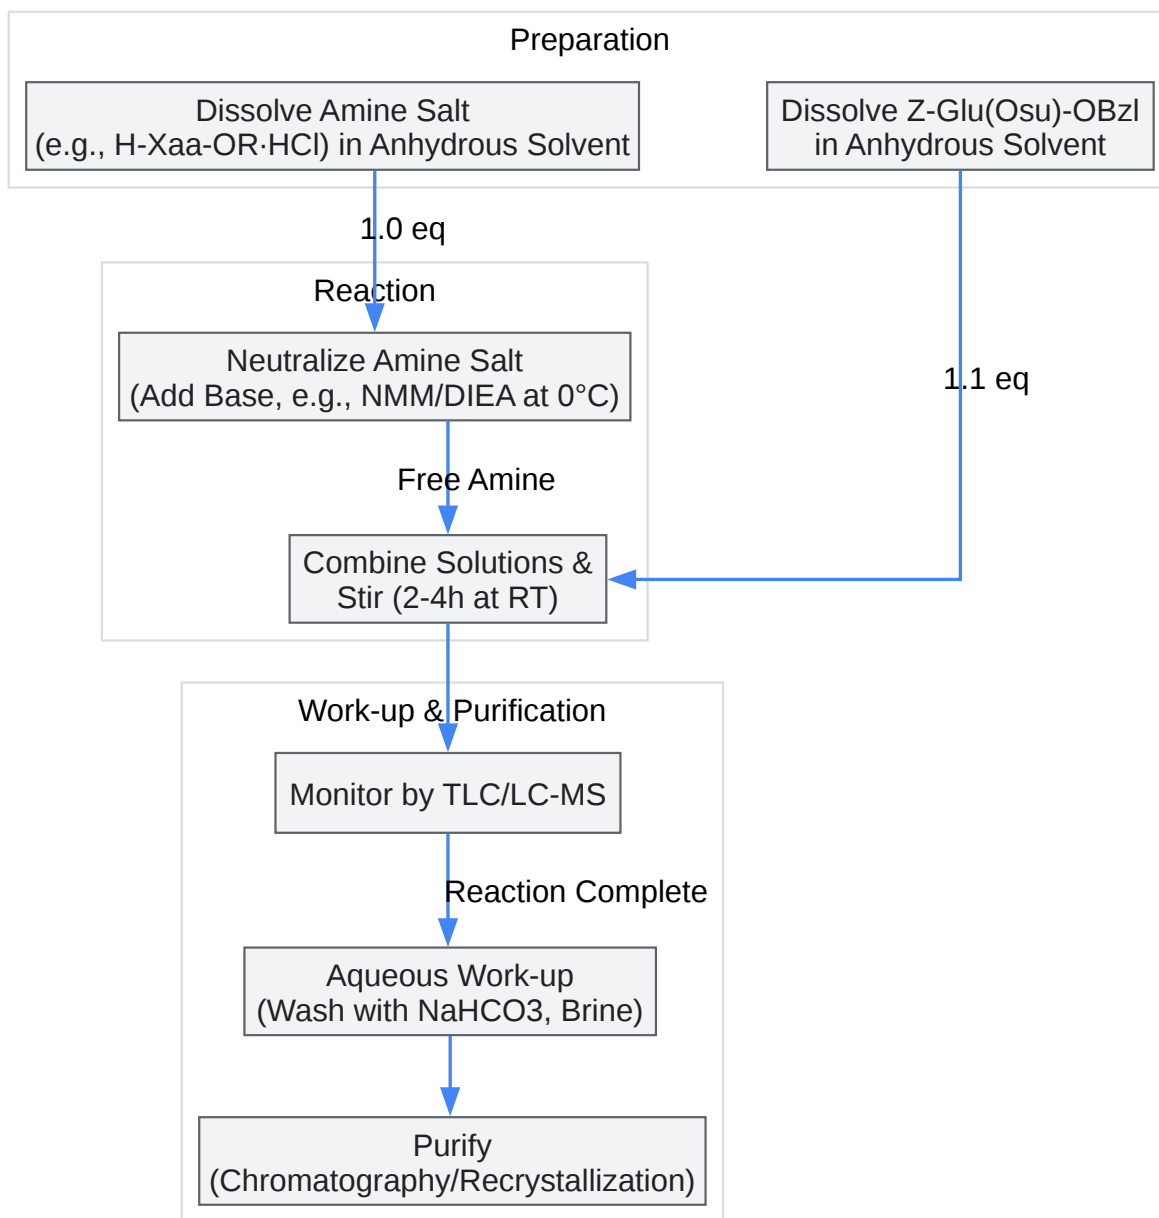 Preparation
Dissolve Amine Salt
(e.g., H-Xaa-OR·HCl) in Anhydrous Solvent
Dissolve Z-Glu(Osu)-OBzl
in Anhydrous Solvent
1.0 eq
Reaction
Neutralize Amine Salt
(Add Base, e.g., NMM/DIEA at 0°C)
1.1 eq
Free Amine
Combine Solutions &
Stir (2-4h at RT)
Work-up & Purification
Monitor by TLC/LC-MS
Reaction Complete
Aqueous Work-up
(Wash with NaHCO3, Brine)
Purify
(Chromatography/Recrystallization)